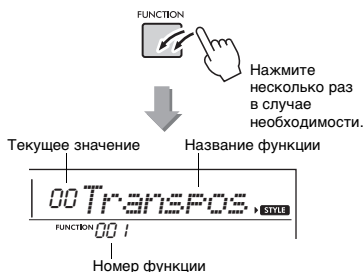 FUNCTION
Нажмите
несколько раз
в случае
необходимости.
Текущее значение
Название функции
00 Transpos.
STYLE
FUNCTION 001
Номер функции